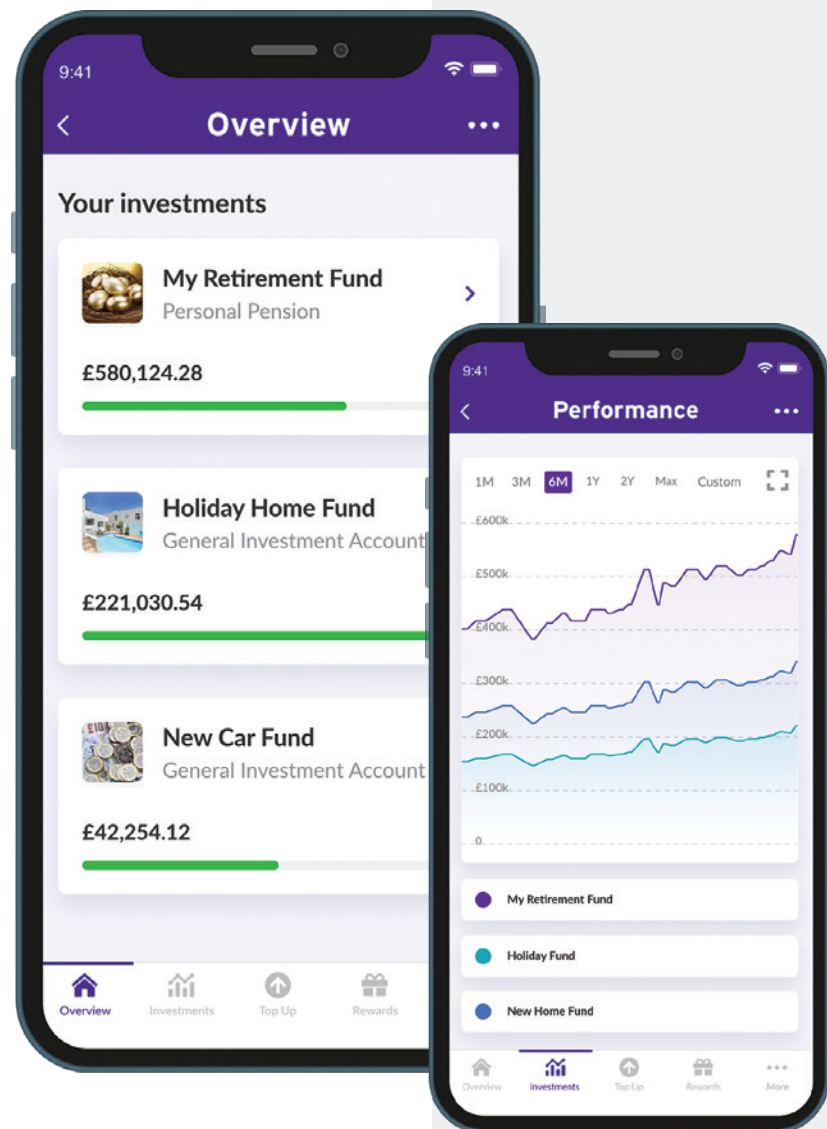 9:41
Overview
Your investments
My Retirement Fund
Personal Pension
£580,124.28
Holiday Home Fund
General Investment Account
£221,030.54
£10
New Car Fund
General Investment Account
£42,254.12
Overview Investments Top Up Rewards
9:41
Performance
1M 3M 6M 1Y 2Y Max Custom
£600k
£500k
£400k
£300k
£200k
£100k
0
My Retirement Fund
Holiday Fund
New Home Fund
Overview Investments Top Up Rewards More